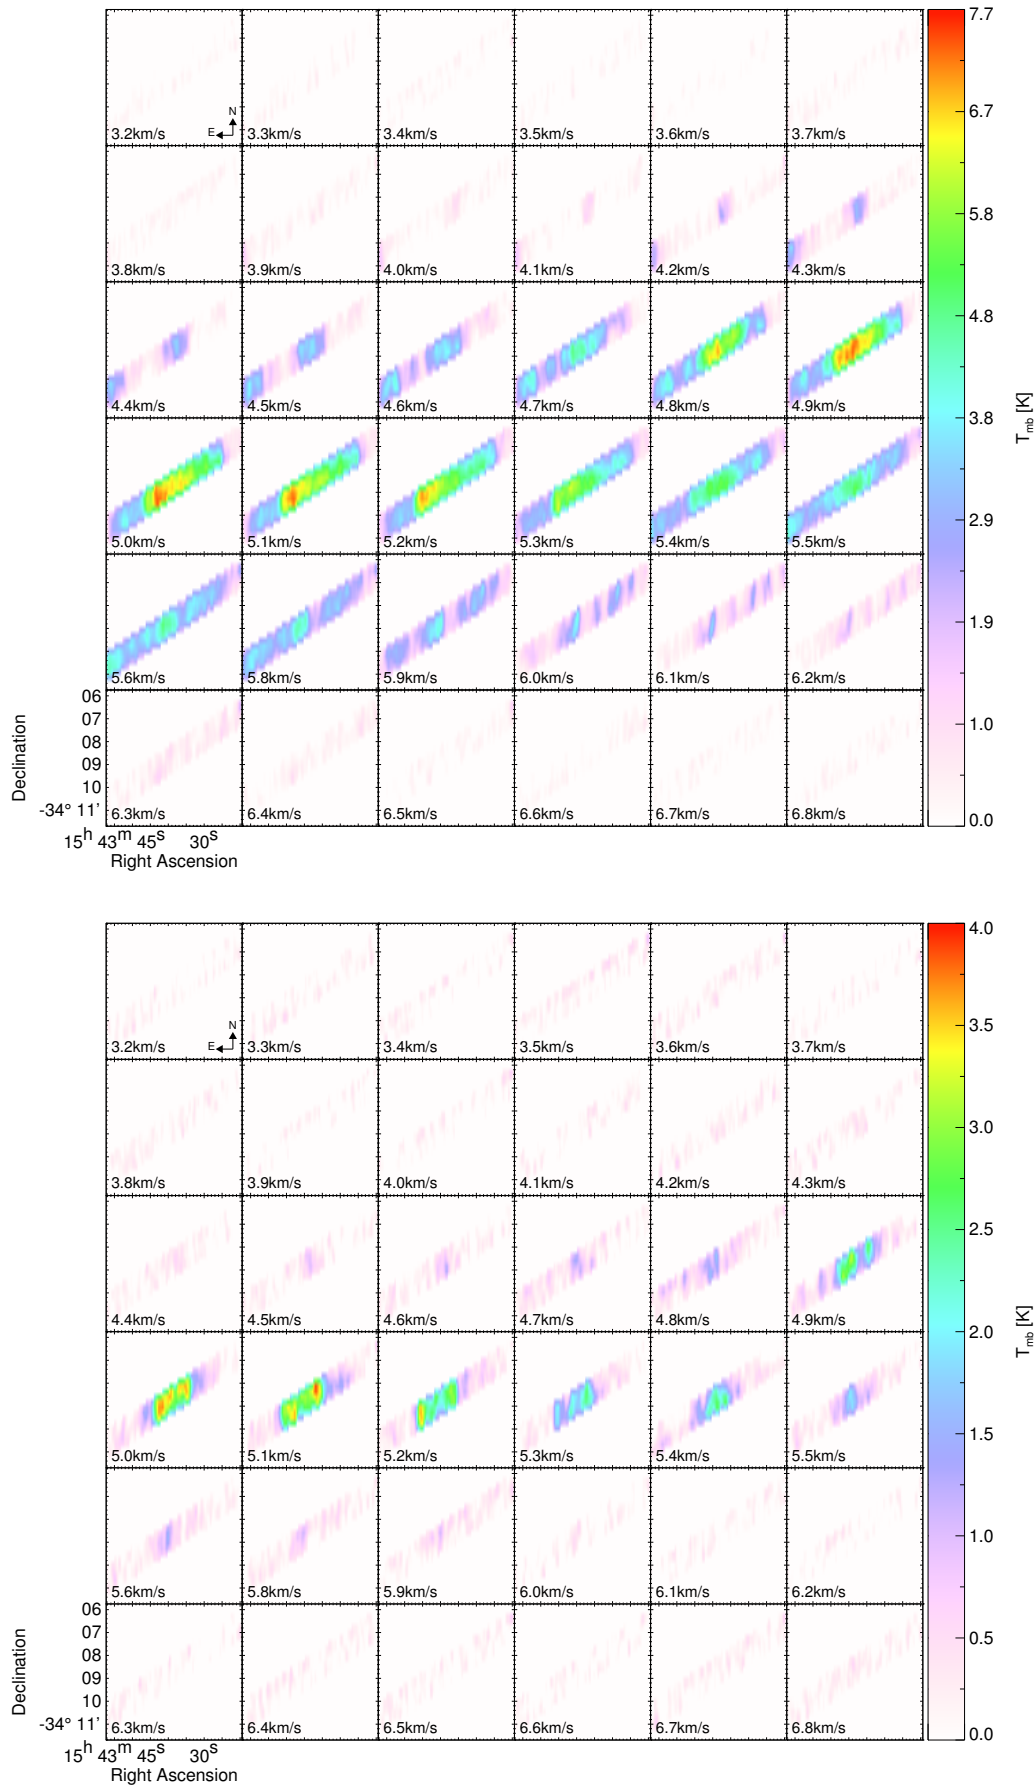 7.7
N
E
3.2km/s 3.3km/s 3.4km/s 3.5km/s 3.6km/s 3.7km/s
6.7
3.8km/s 3.9km/s 4.0km/s 4.1km/s 4.2km/s 4.3km/s
5.8
4.8
4.4km/s 4.5km/s 4.6km/s 4.7km/s 4.8km/s 4.9km/s
3.8
T_mb [K]
5.0km/s 5.1km/s 5.2km/s 5.3km/s 5.4km/s 5.5km/s
2.9
1.9
5.6km/s 5.8km/s 5.9km/s 6.0km/s 6.1km/s 6.2km/s
1.0
06
07
08
09
10
-34° 11'
Declination
6.3km/s 6.4km/s 6.5km/s 6.6km/s 6.7km/s 6.8km/s
0.0
15h 43m 45s 30s
Right Ascension
4.0
N
E
3.2km/s 3.3km/s 3.4km/s 3.5km/s 3.6km/s 3.7km/s
3.5
3.0
3.8km/s 3.9km/s 4.0km/s 4.1km/s 4.2km/s 4.3km/s
2.5
4.4km/s 4.5km/s 4.6km/s 4.7km/s 4.8km/s 4.9km/s
2.0
T_mb [K]
1.5
5.0km/s 5.1km/s 5.2km/s 5.3km/s 5.4km/s 5.5km/s
1.0
5.6km/s 5.8km/s 5.9km/s 6.0km/s 6.1km/s 6.2km/s
06
07
08
09
10
-34° 11'
Declination
0.5
6.3km/s 6.4km/s 6.5km/s 6.6km/s 6.7km/s 6.8km/s
0.0
15h 43m 45s 30s
Right Ascension